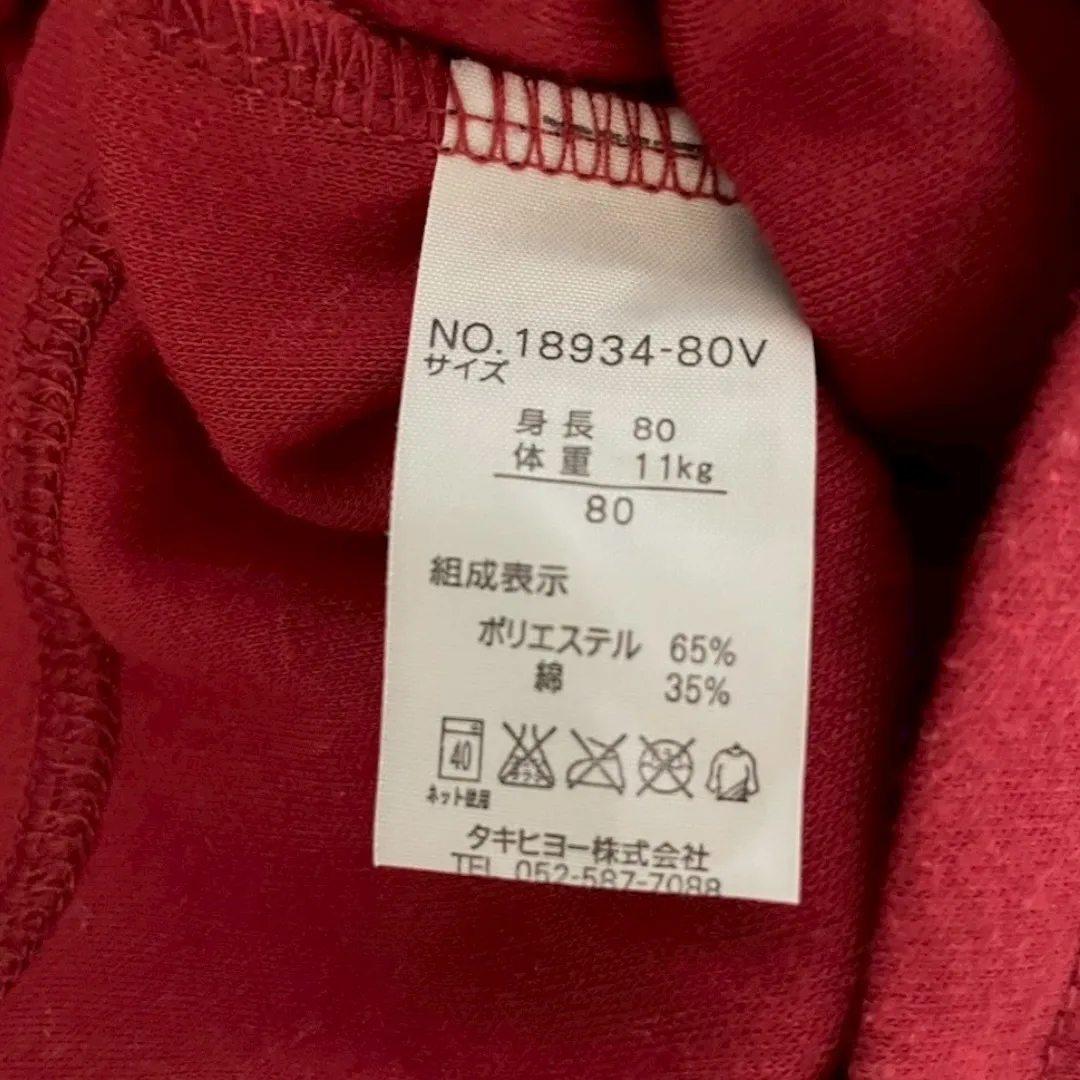 NO.18934-80V
サイズ
身長 80
体重 11kg
80
組成表示
ポリエステル 65%
綿 35%
40
ネット使用
タキヒヨー株式会社
TEL 052-587-7088